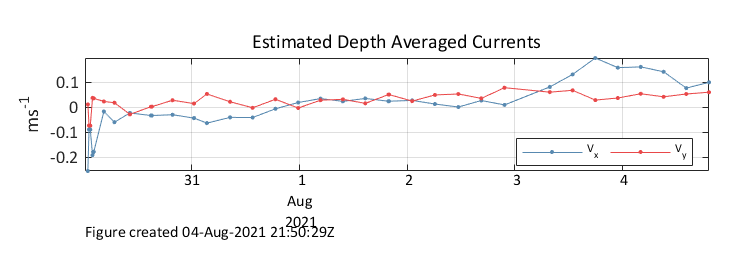 Estimated Depth Averaged Currents
0.1
0
-0.1
-0.2
ms-1
Vx
Vy
31
1
2
3
4
Aug
2021
Figure created 04-Aug-2021 21:50:29Z